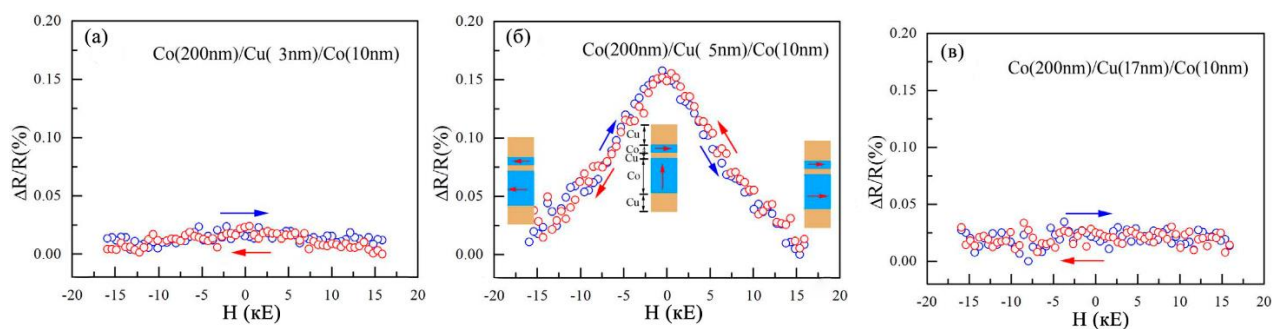 (а)
Co(200nm)/Cu( 3nm)/Co(10nm)
ΔR/R(%)
0.20
0.15
0.10
0.05
0.00
-20 -15 -10 -5 0 5 10 15 20
H (кЕ)
(б)
Co(200nm)/Cu( 5nm)/Co(10nm)
ΔR/R(%)
0.20
0.15
0.10
0.05
0.00
Cu
Co
Cu
Co
Cu
-20 -15 -10 -5 0 5 10 15 20
H (кЕ)
(в)
Co(200nm)/Cu(17nm)/Co(10nm)
ΔR/R(%)
0.20
0.15
0.10
0.05
0.00
-20 -15 -10 -5 0 5 10 15 20
H (кЕ)